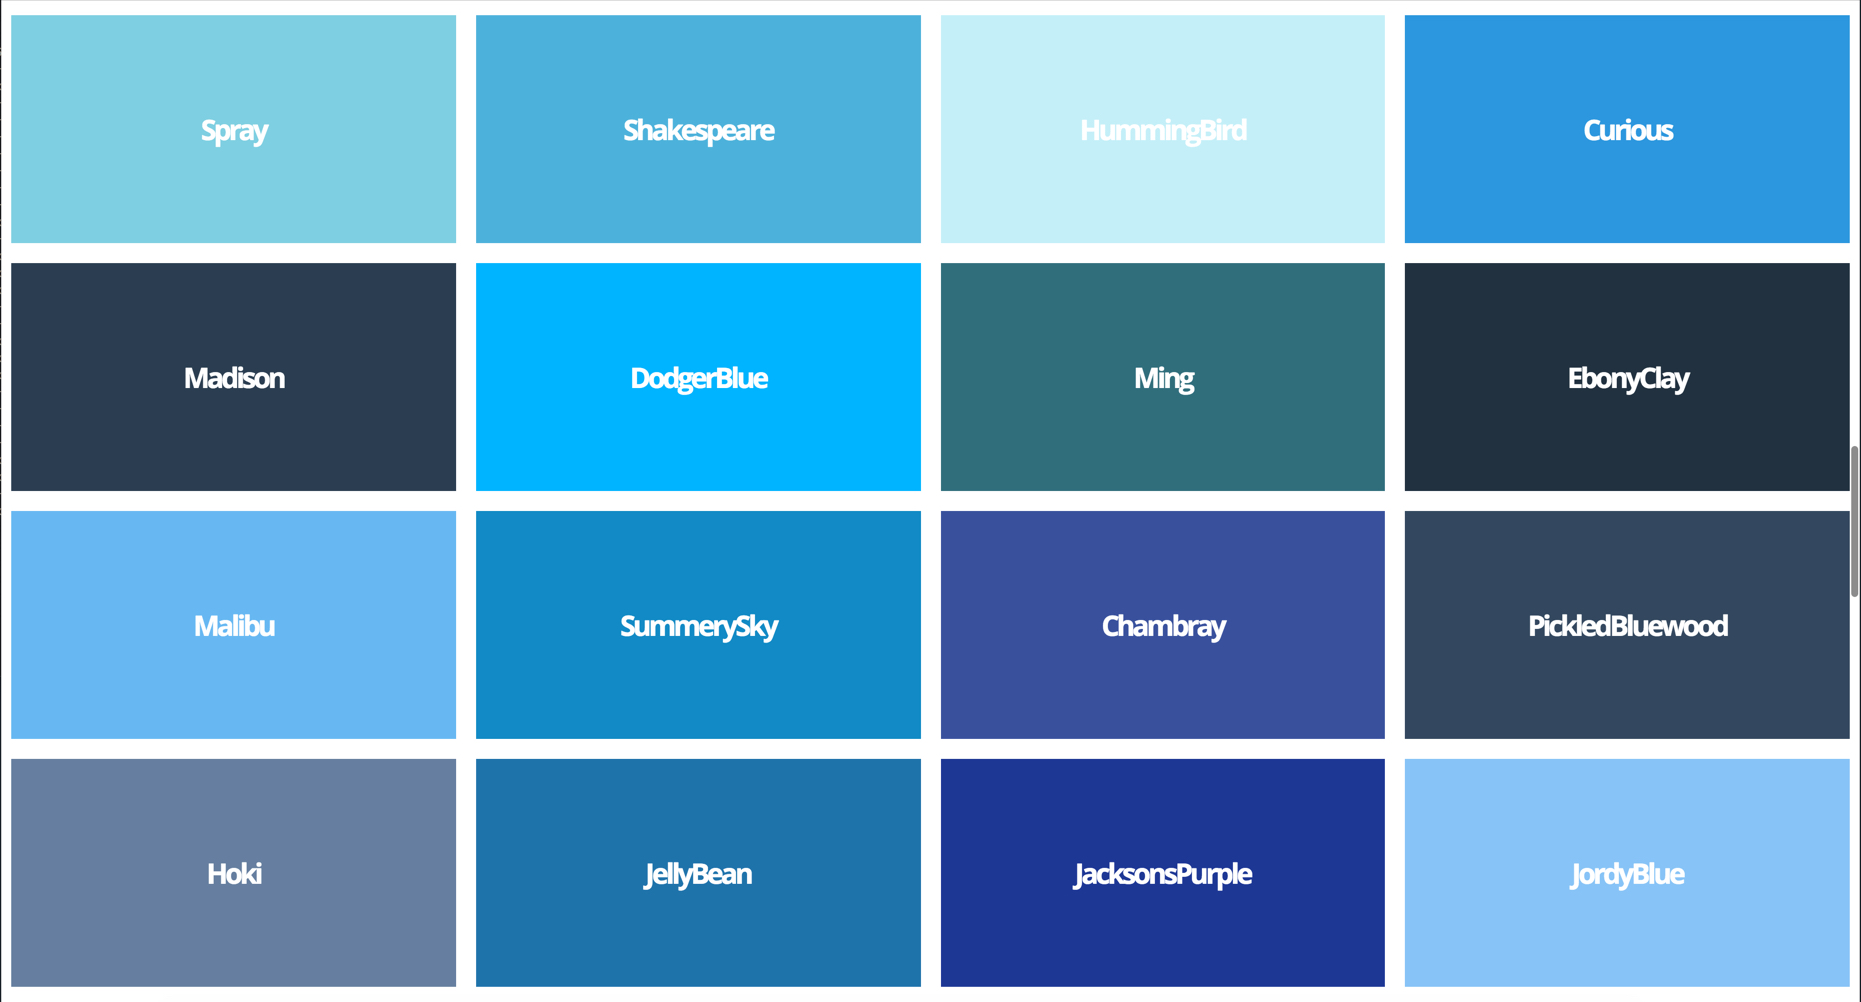 Spray
Shakespeare
HummingBird
Curious
Madison
DodgerBlue
Ming
EbonyClay
Malibu
SummerySky
Chambray
PickledBluewood
Hoki
JellyBean
JacksonsPurple
JordyBlue